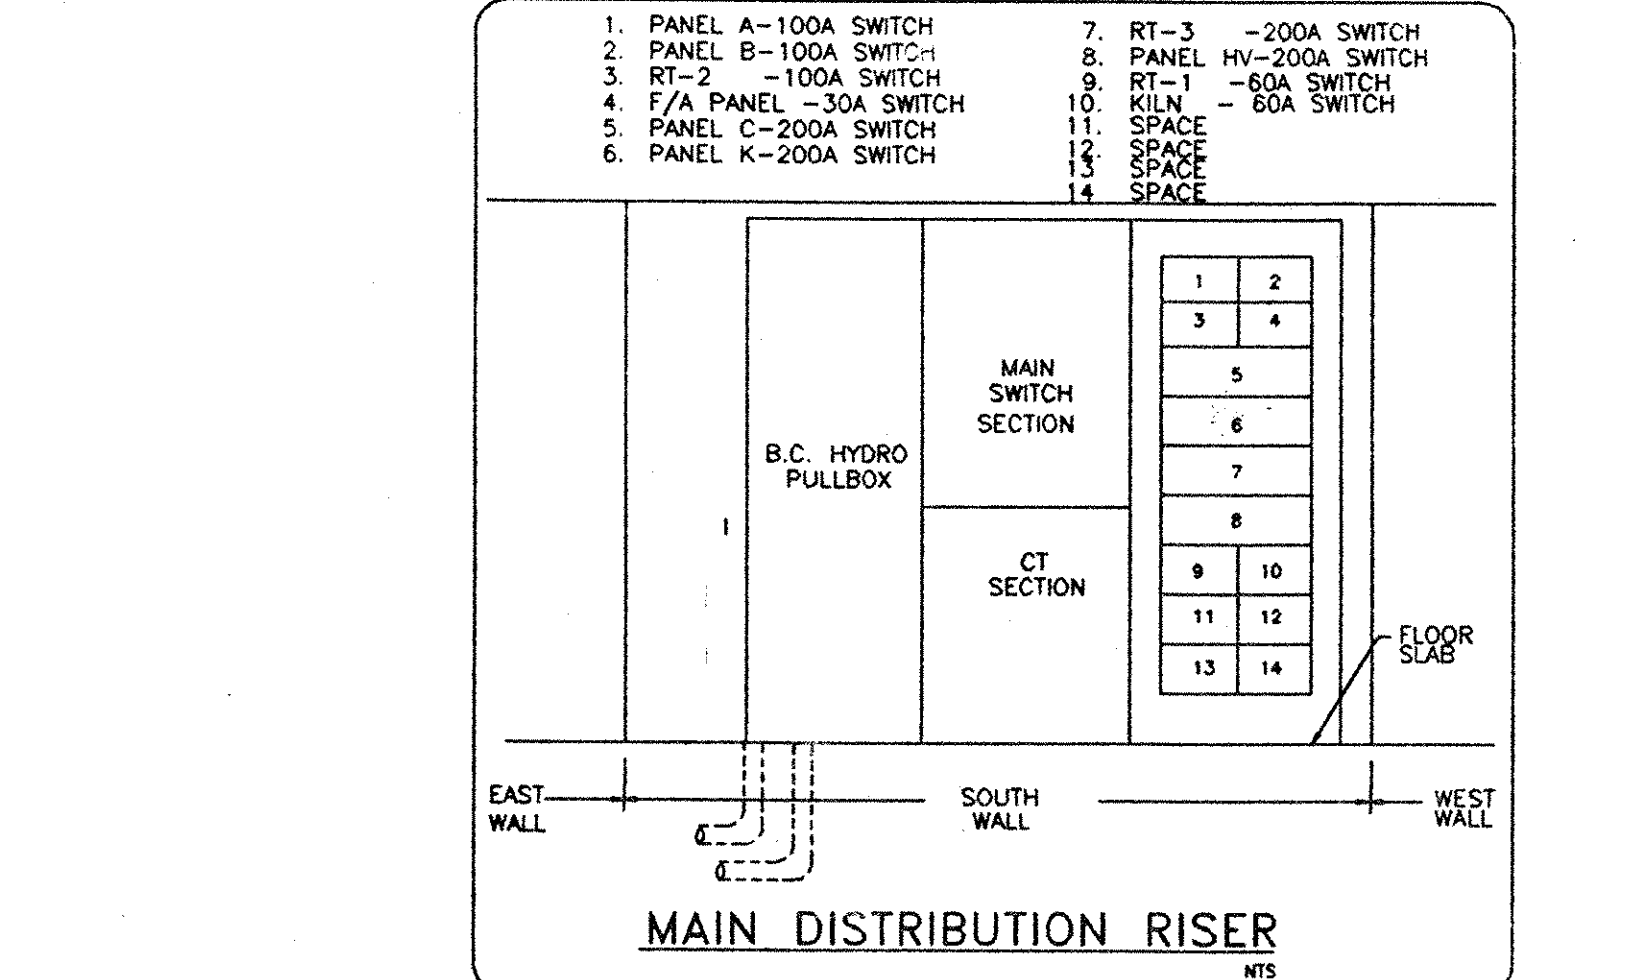 1. PANEL A-100A SWITCH
2. PANEL B-100A SWITCH
3. RT-2 -100A SWITCH
4. F/A PANEL -30A SWITCH
5. PANEL C-200A SWITCH
6. PANEL K-200A SWITCH
7. RT-3 -200A SWITCH
8. PANEL HV-200A SWITCH
9. RT-1 -60A SWITCH
10. KILN - 60A SWITCH
11. SPACE
12. SPACE
13 SPACE
14 SPACE
B.C. HYDRO
PULLBOX
MAIN
SWITCH
SECTION
CT
SECTION
1 2
3 4
5
6
7
8
9 10
11 12
13 14
FLOOR
SLAB
EAST
WALL
SOUTH
WALL
WEST
WALL
MAIN DISTRIBUTION RISER
NTS